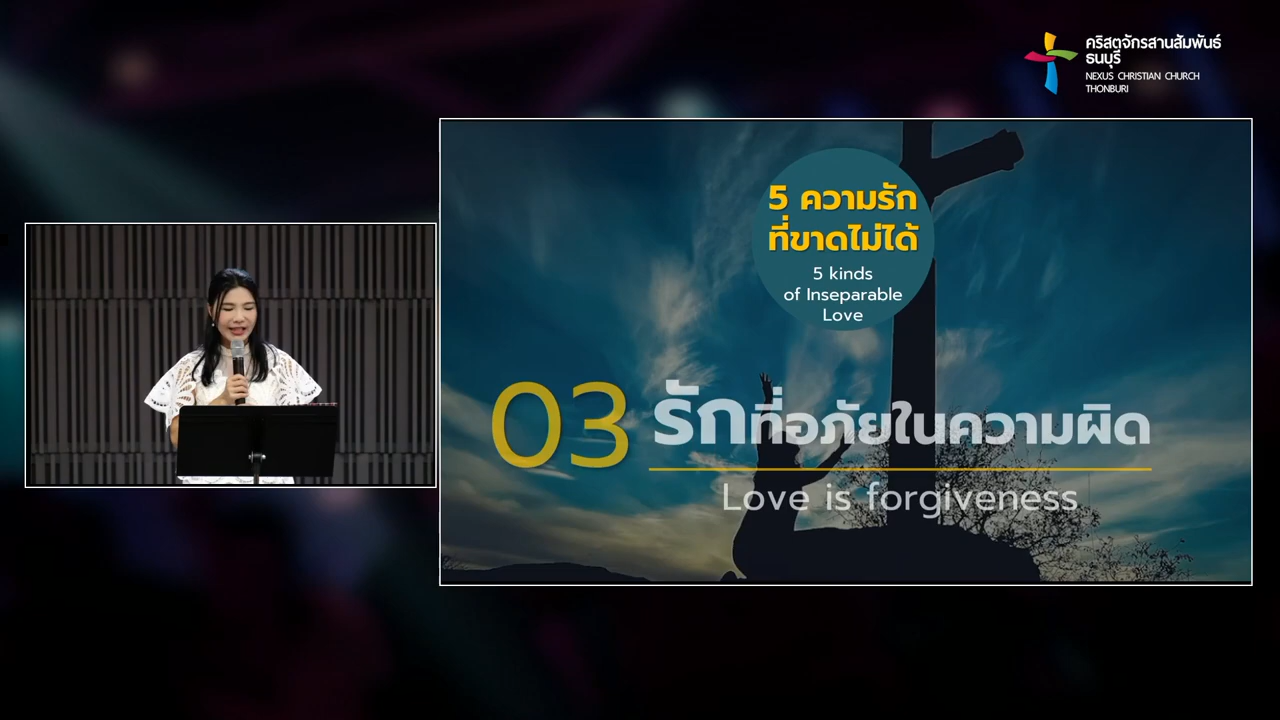 คริสตจักรสานสัมพันธ์
ธนบุรี
NEXUS CHRISTIAN CHURCH
THONBURI
5 ความรัก
ที่ขาดไม่ได้
5 kinds
of Inseparable
Love
03 รักที่อภัยในความผิด
Love is forgiveness